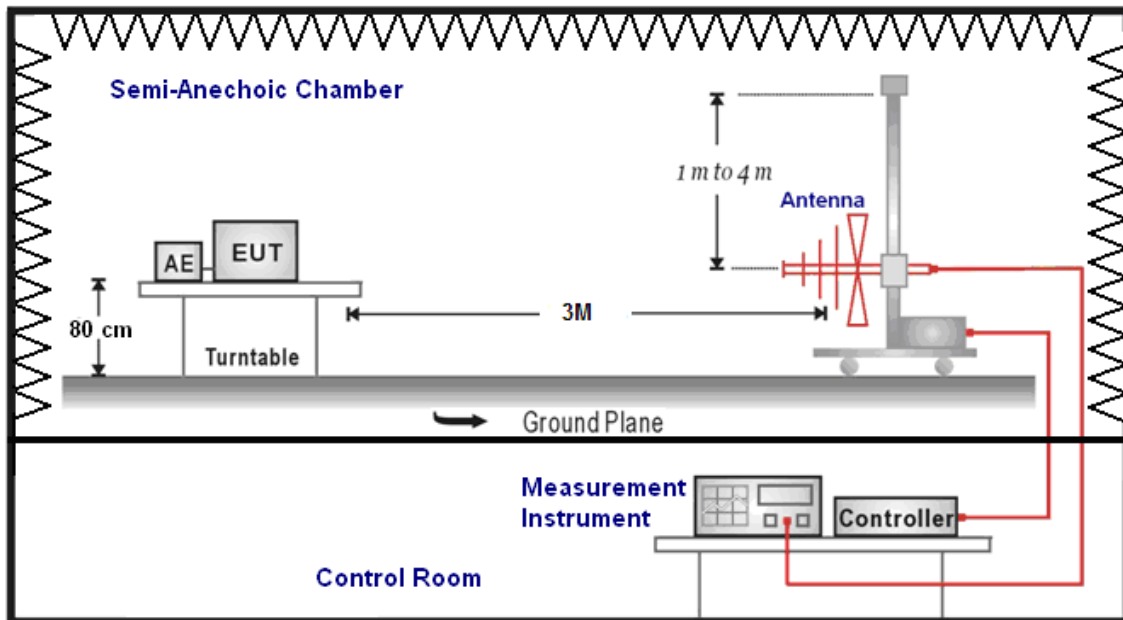 Semi-Anechoic Chamber
1 m to 4 m
Antenna
AE
EUT
80 cm
3M
Turntable
Ground Plane
Measurement
Instrument
Controller
Control Room